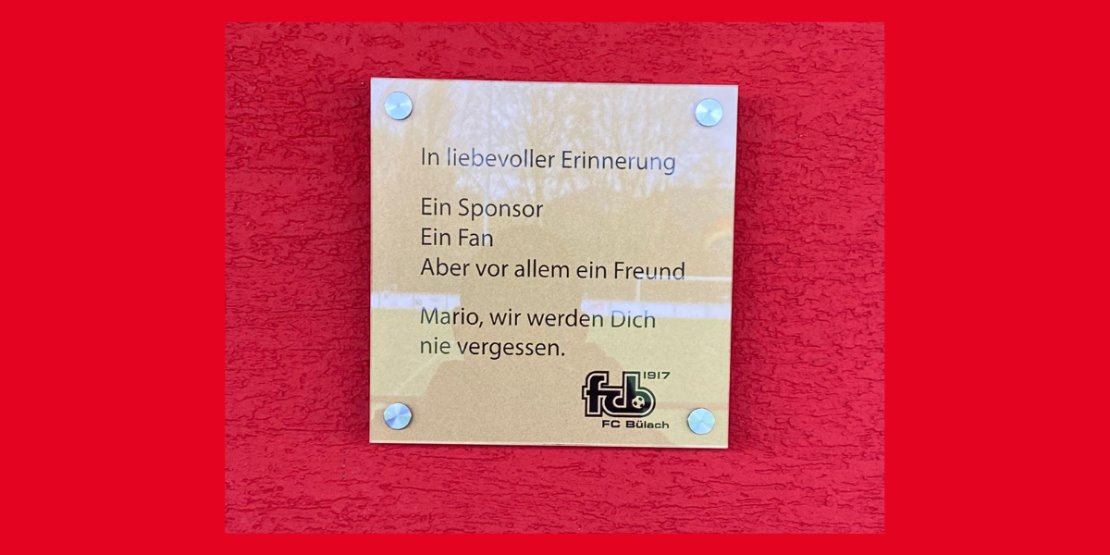 In liebevoller Erinnerung
Ein Sponsor
Ein Fan
Aber vor allem ein Freund
Mario, wir werden Dich
nie vergessen.
fcb 1917
FC Bülach